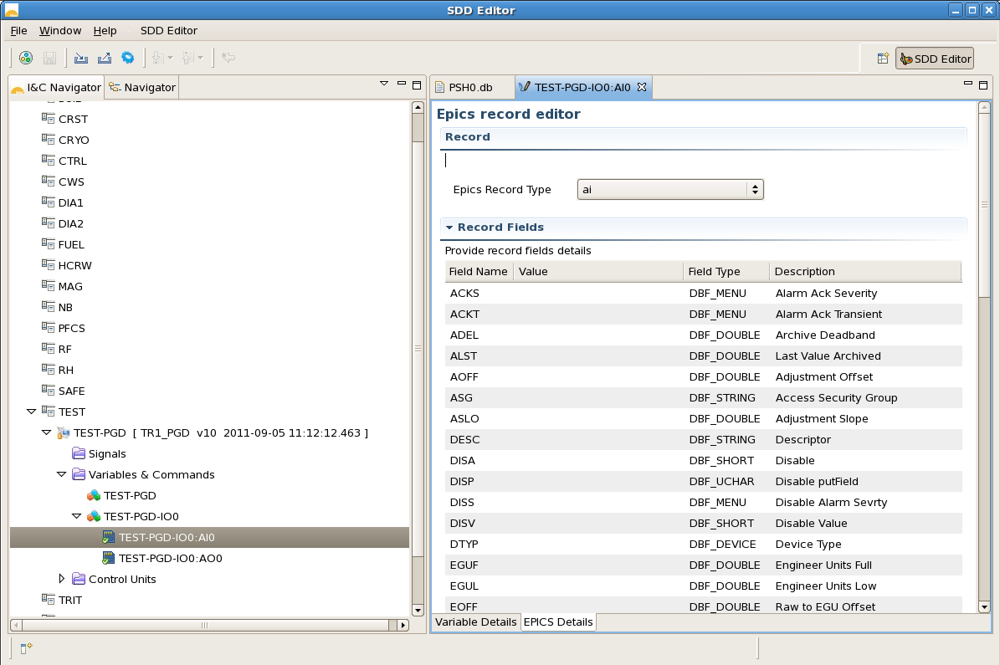 SDD Editor
File Window Help SDD Editor
SDD Editor
I&C Navigator
Navigator
CRST
CRYO
CTRL
CWS
DIA1
DIA2
FUEL
HCRW
MAG
NB
PFCS
RF
RH
SAFE
TEST
TEST-PGD [ TR1_PGD v10 2011-09-05 11:12:12.463 ]
Signals
Variables & Commands
TEST-PGD
TEST-PGD-IO0
TEST-PGD-IO0:AI0
TEST-PGD-IO0:AO0
Control Units
TRIT
PSH0.db
TEST-PGD-IO0:AI0
Epics record editor
Record
Epics Record Type ai
Record Fields
Provide record fields details
Field Name Value Field Type Description
ACKS DBF_MENU Alarm Ack Severity
ACKT DBF_MENU Alarm Ack Transient
ADEL DBF_DOUBLE Archive Deadband
ALST DBF_DOUBLE Last Value Archived
AOFF DBF_DOUBLE Adjustment Offset
ASG DBF_STRING Access Security Group
ASLO DBF_DOUBLE Adjustment Slope
DESC DBF_STRING Descriptor
DISA DBF_SHORT Disable
DISP DBF_UCHAR Disable putField
DISS DBF_MENU Disable Alarm Sevrty
DISV DBF_SHORT Disable Value
DTYP DBF_DEVICE Device Type
EGUF DBF_DOUBLE Engineer Units Full
EGUL DBF_DOUBLE Engineer Units Low
EOFF DBF_DOUBLE Raw to EGU Offset
Variable Details EPICS Details